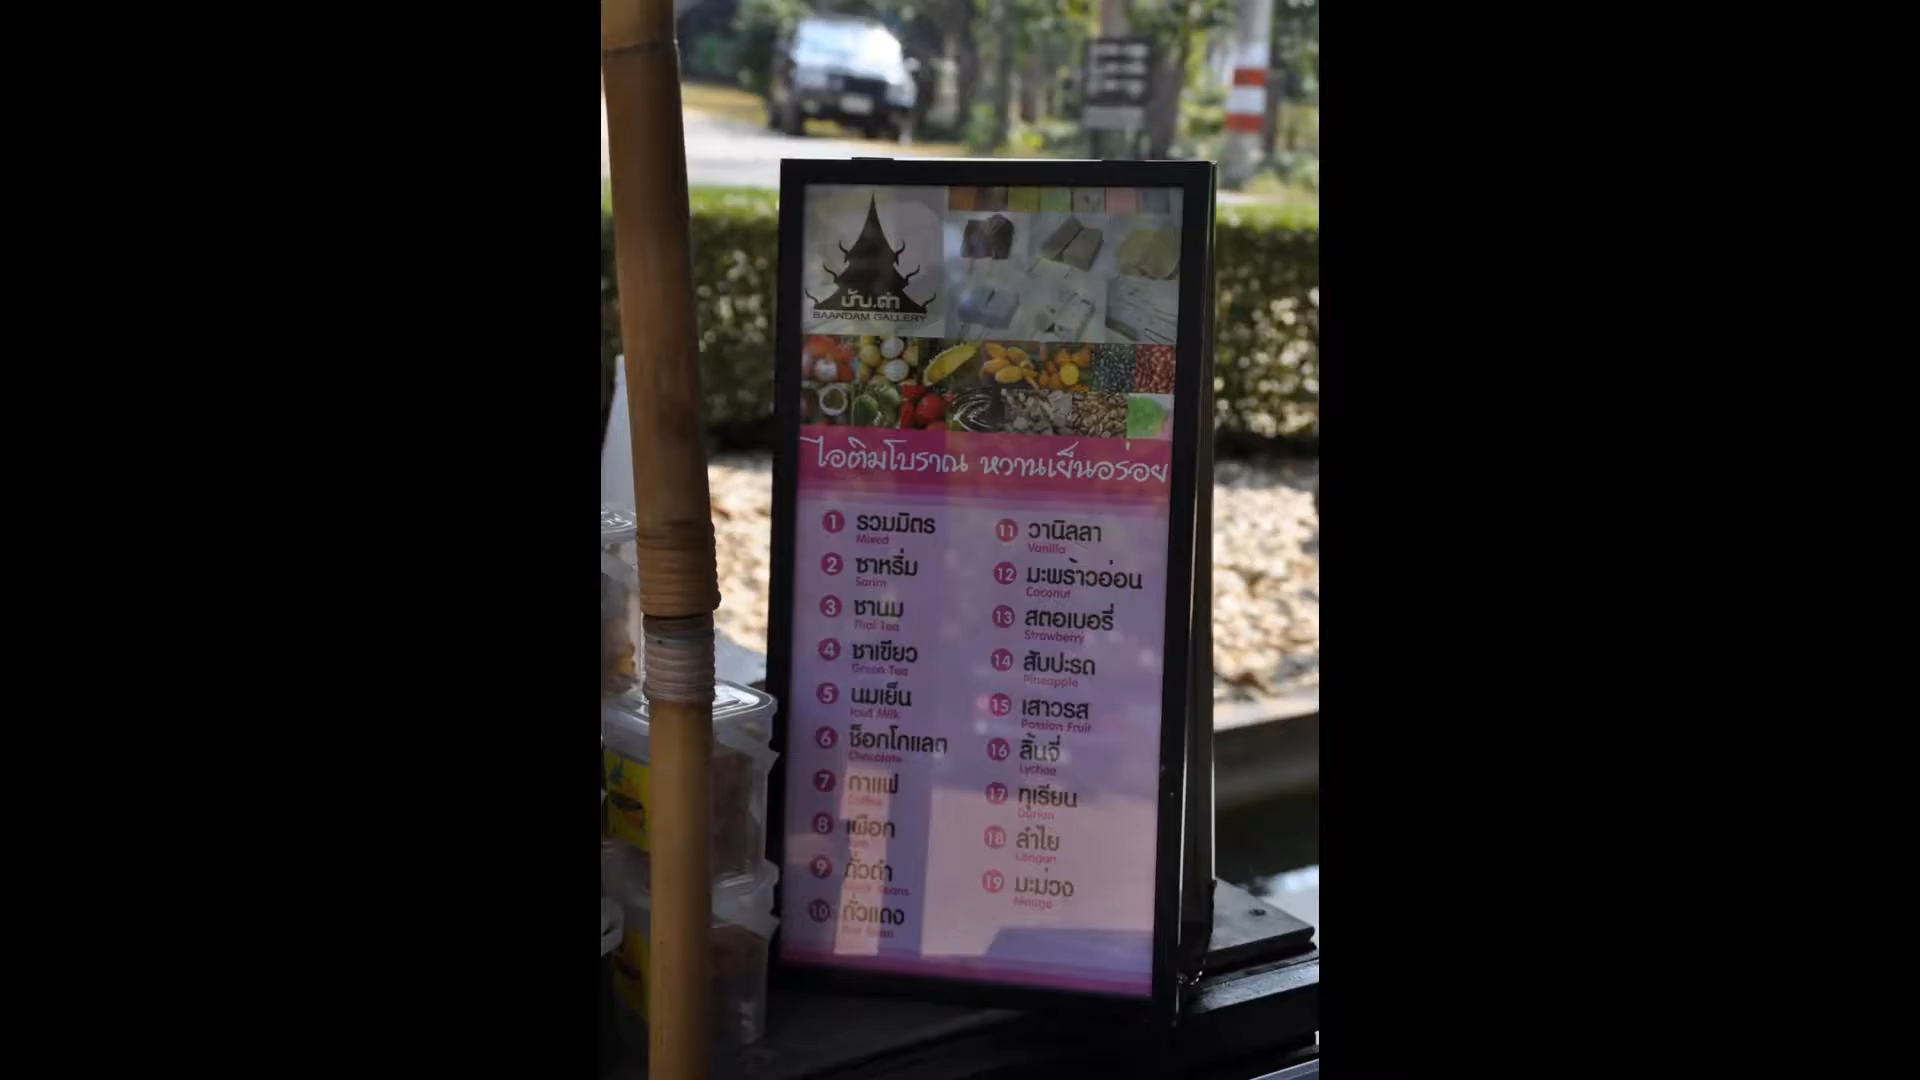 บ้าน.ดำ
BAANDAM GALLERY
ไอติมโบราณ หวานเย็นอร่อย
1 รวมมิตร
Mixed
2 ซาหริ่ม
Sarim
3 ชานม
Thai Tea
4 ชาเขียว
Green Tea
5 นมเย็น
Iced Milk
6 ช็อกโกแลต
Chocolate
7 กาแฟ
Coffee
8 เผือก
Taro
9 ถั่วดำ
Black Beans
10 ถั่วแดง
Red Bean
11 วานิลลา
Vanilla
12 มะพร้าวอ่อน
Coconut
13 สตอเบอรี่
Strawberry
14 สับปะรด
Pineapple
15 เสาวรส
Passion Fruit
16 ลิ้นจี่
Lychee
17 ทุเรียน
Durian
18 ลำไย
Longan
19 มะม่วง
Mango